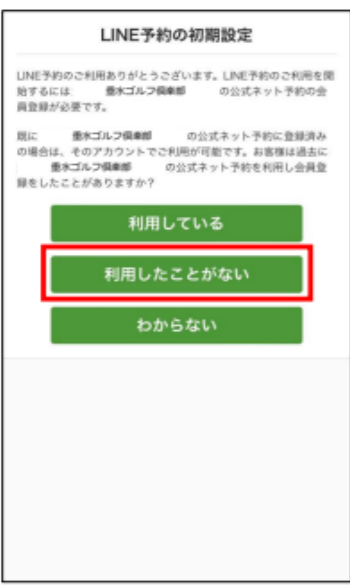 LINE予約の初期設定
LINE予約のご利用ありがとうございます。LINE予約のご利用を開
始するには 垂水ゴルフ倶楽部 の公式ネット予約の会
員登録が必要です。
既に 垂水ゴルフ倶楽部 の公式ネット予約に登録済み
の場合は、そのアカウントでご利用が可能です。お客様は過去に
垂水ゴルフ倶楽部 の公式ネット予約を利用し会員登
録をしたことがありますか？
利用している
利用したことがない
わからない